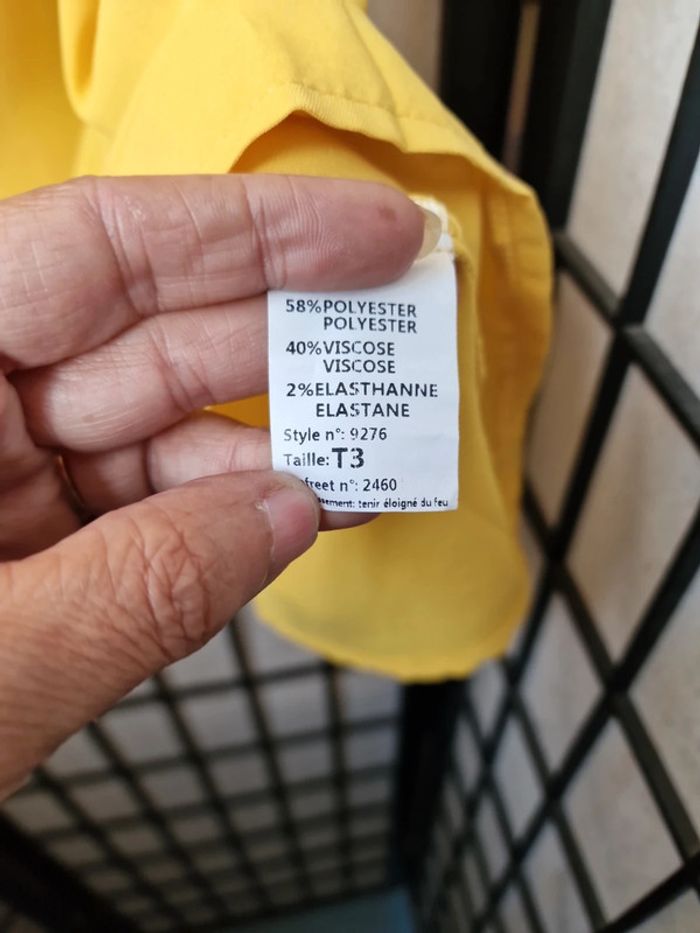 58%POLYESTER
POLYESTER
40%VISCOSE
VISCOSE
2%ELASTHANNE
ELASTANE
Style n°: 9276
Taille: T3
n°: 2460
tenir éloigné du feu